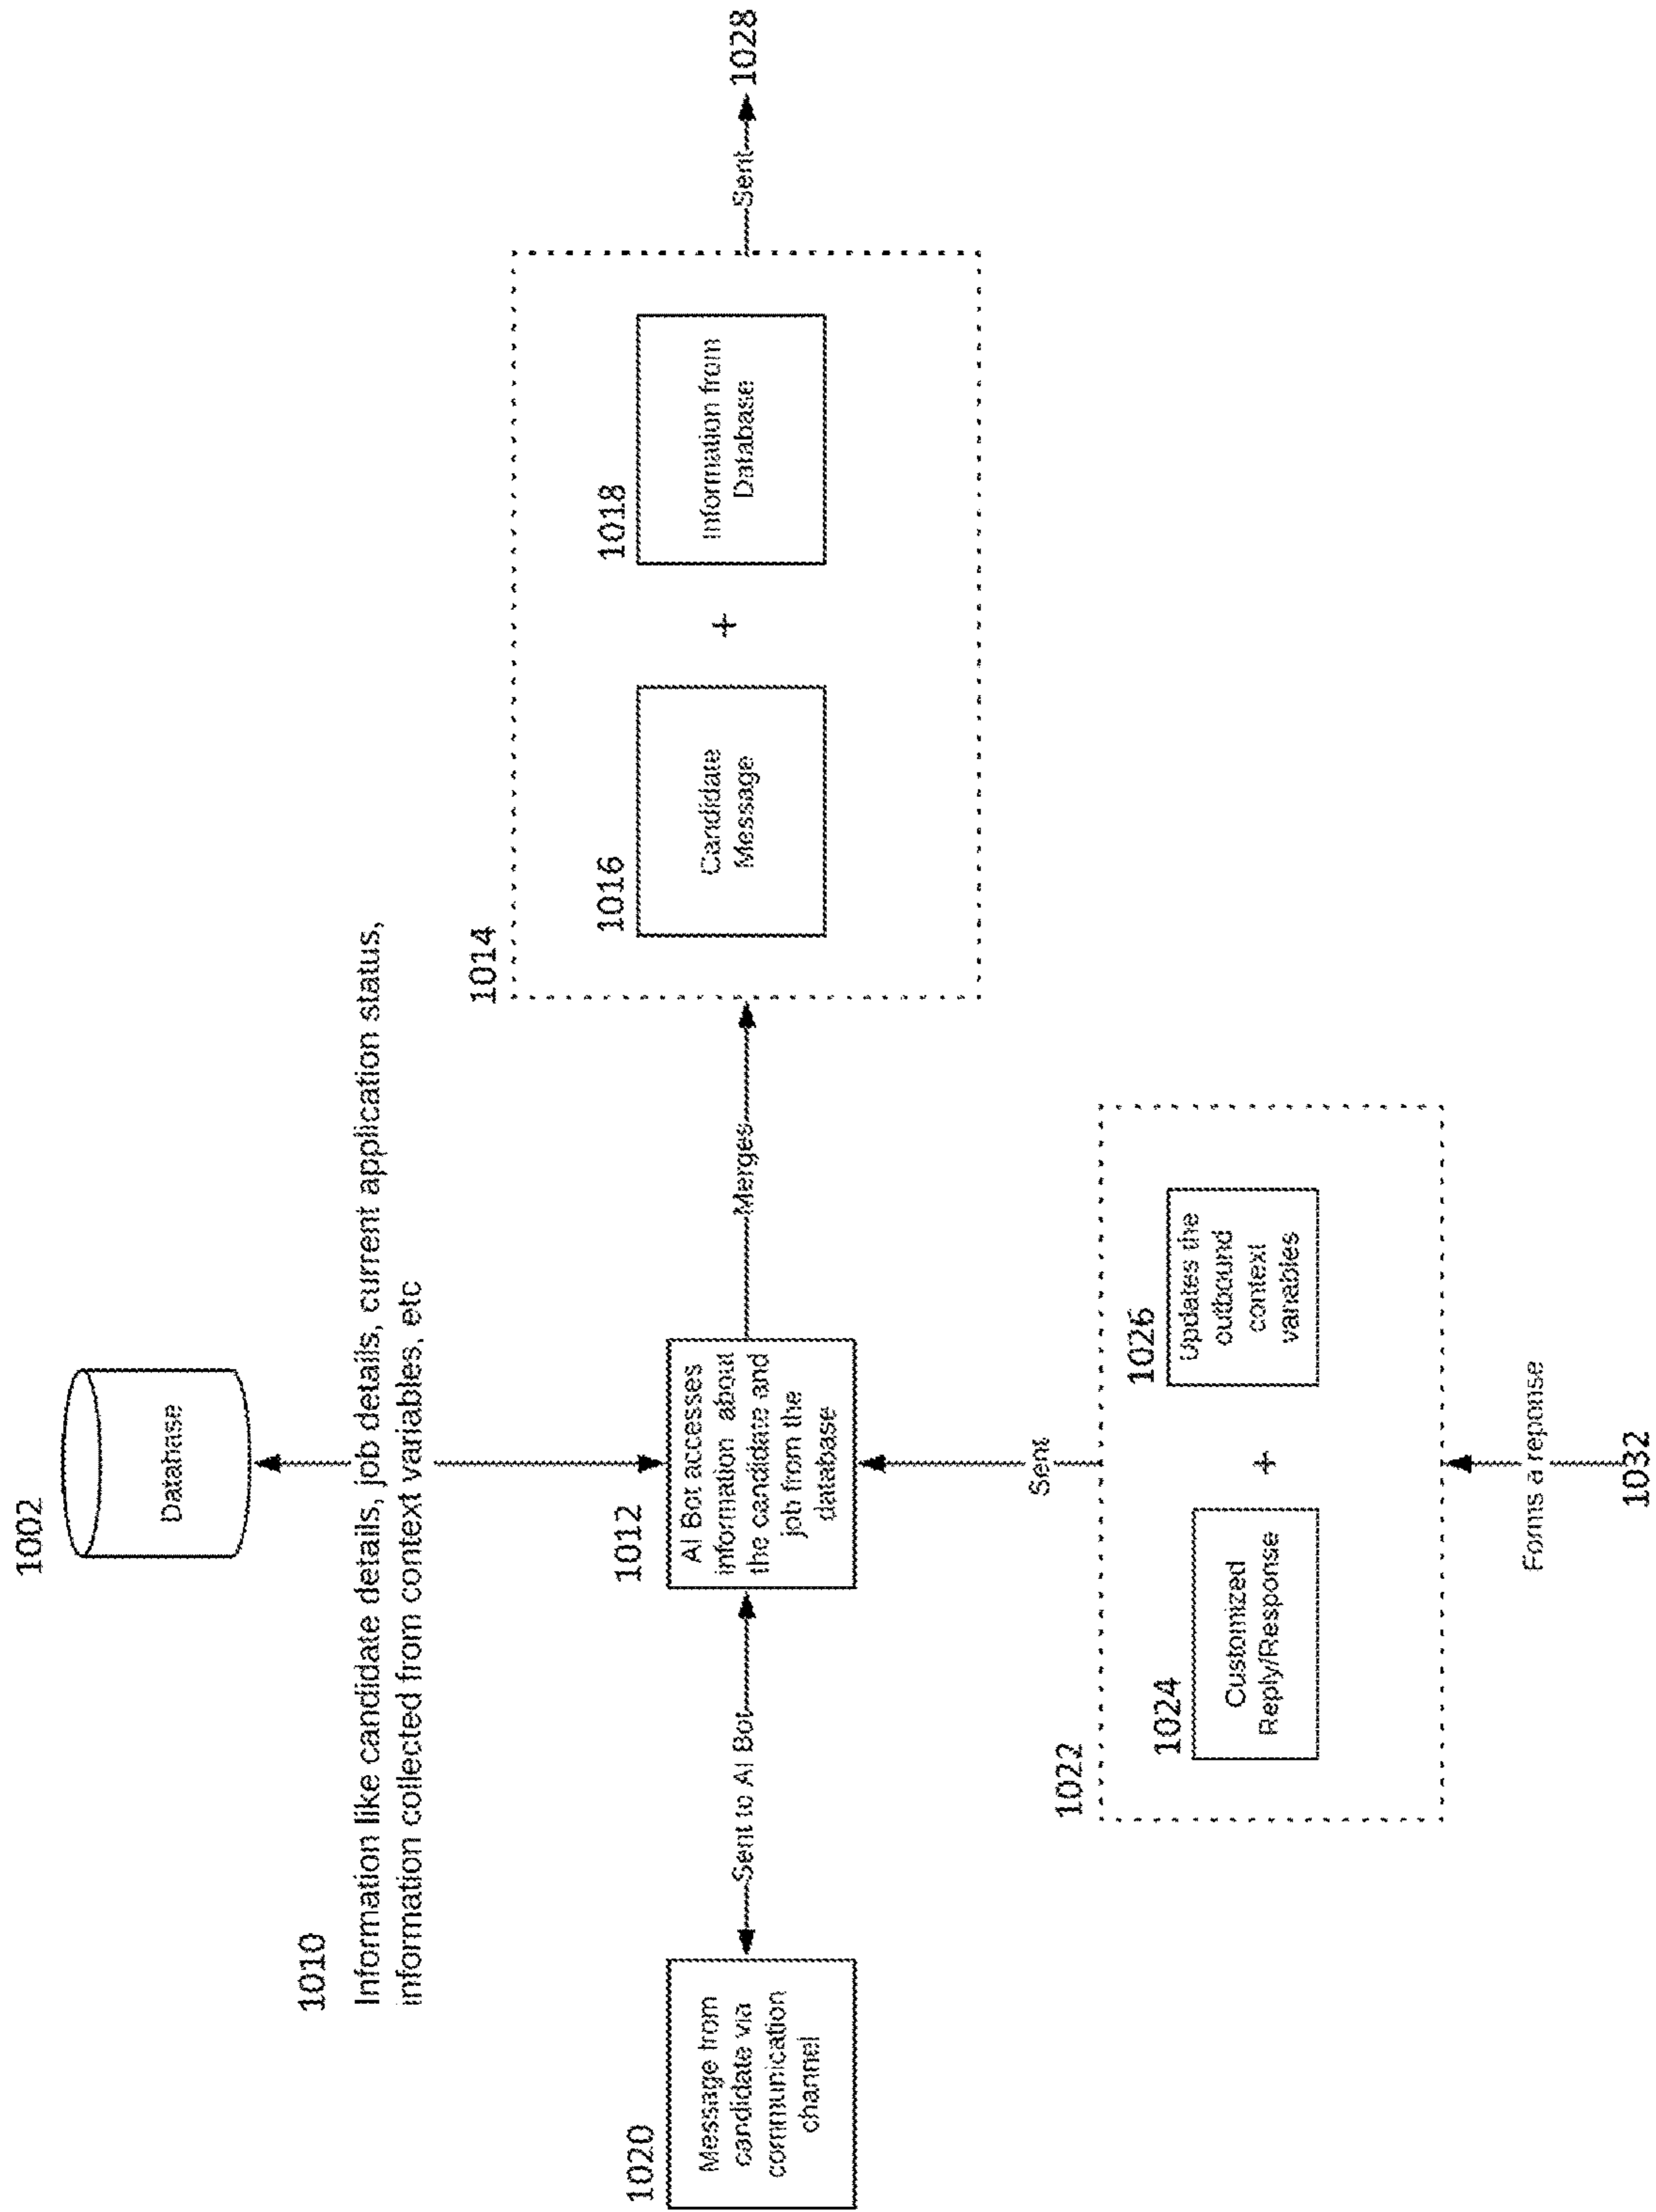 1002
Database
1010
Information like candidate details, job details, current application status,
information collected from context variables, etc
1020
Message from
candidate via
communication
channel
Sent to AI Bot
1012
AI Bot accesses
information about
the candidate and
job from the
database
Merges
1014
1016
Candidate
Message
+
1018
Information from
Database
Sent
1028
Sent
1022
1024
Customized
Reply/Response
+
1026
Updates the
outbound
context
variables
Forms a reponse
1032